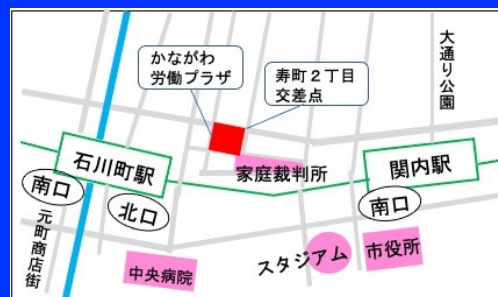 かながわ
労働プラザ
寿町２丁目
交差点
大通り公園
石川町駅
家庭裁判所
関内駅
南口
北口
南口
元町商店街
中央病院
スタジアム
市役所